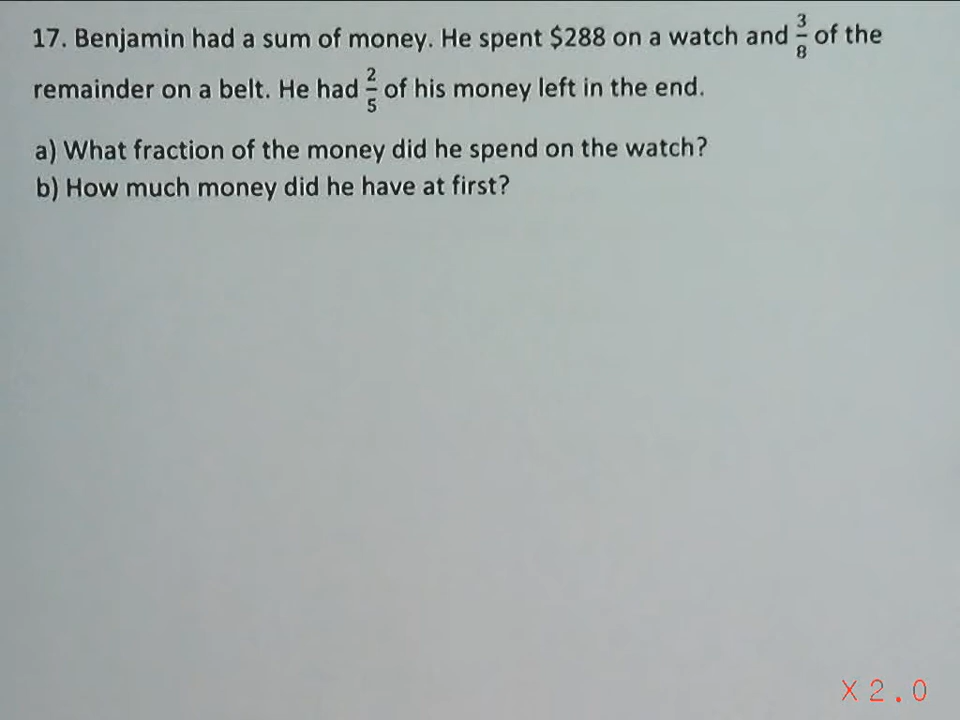 17. Benjamin had a sum of money. He spent $288 on a watch and 3/8 of the
remainder on a belt. He had 2/5 of his money left in the end.
a) What fraction of the money did he spend on the watch?
b) How much money did he have at first?
X2.0